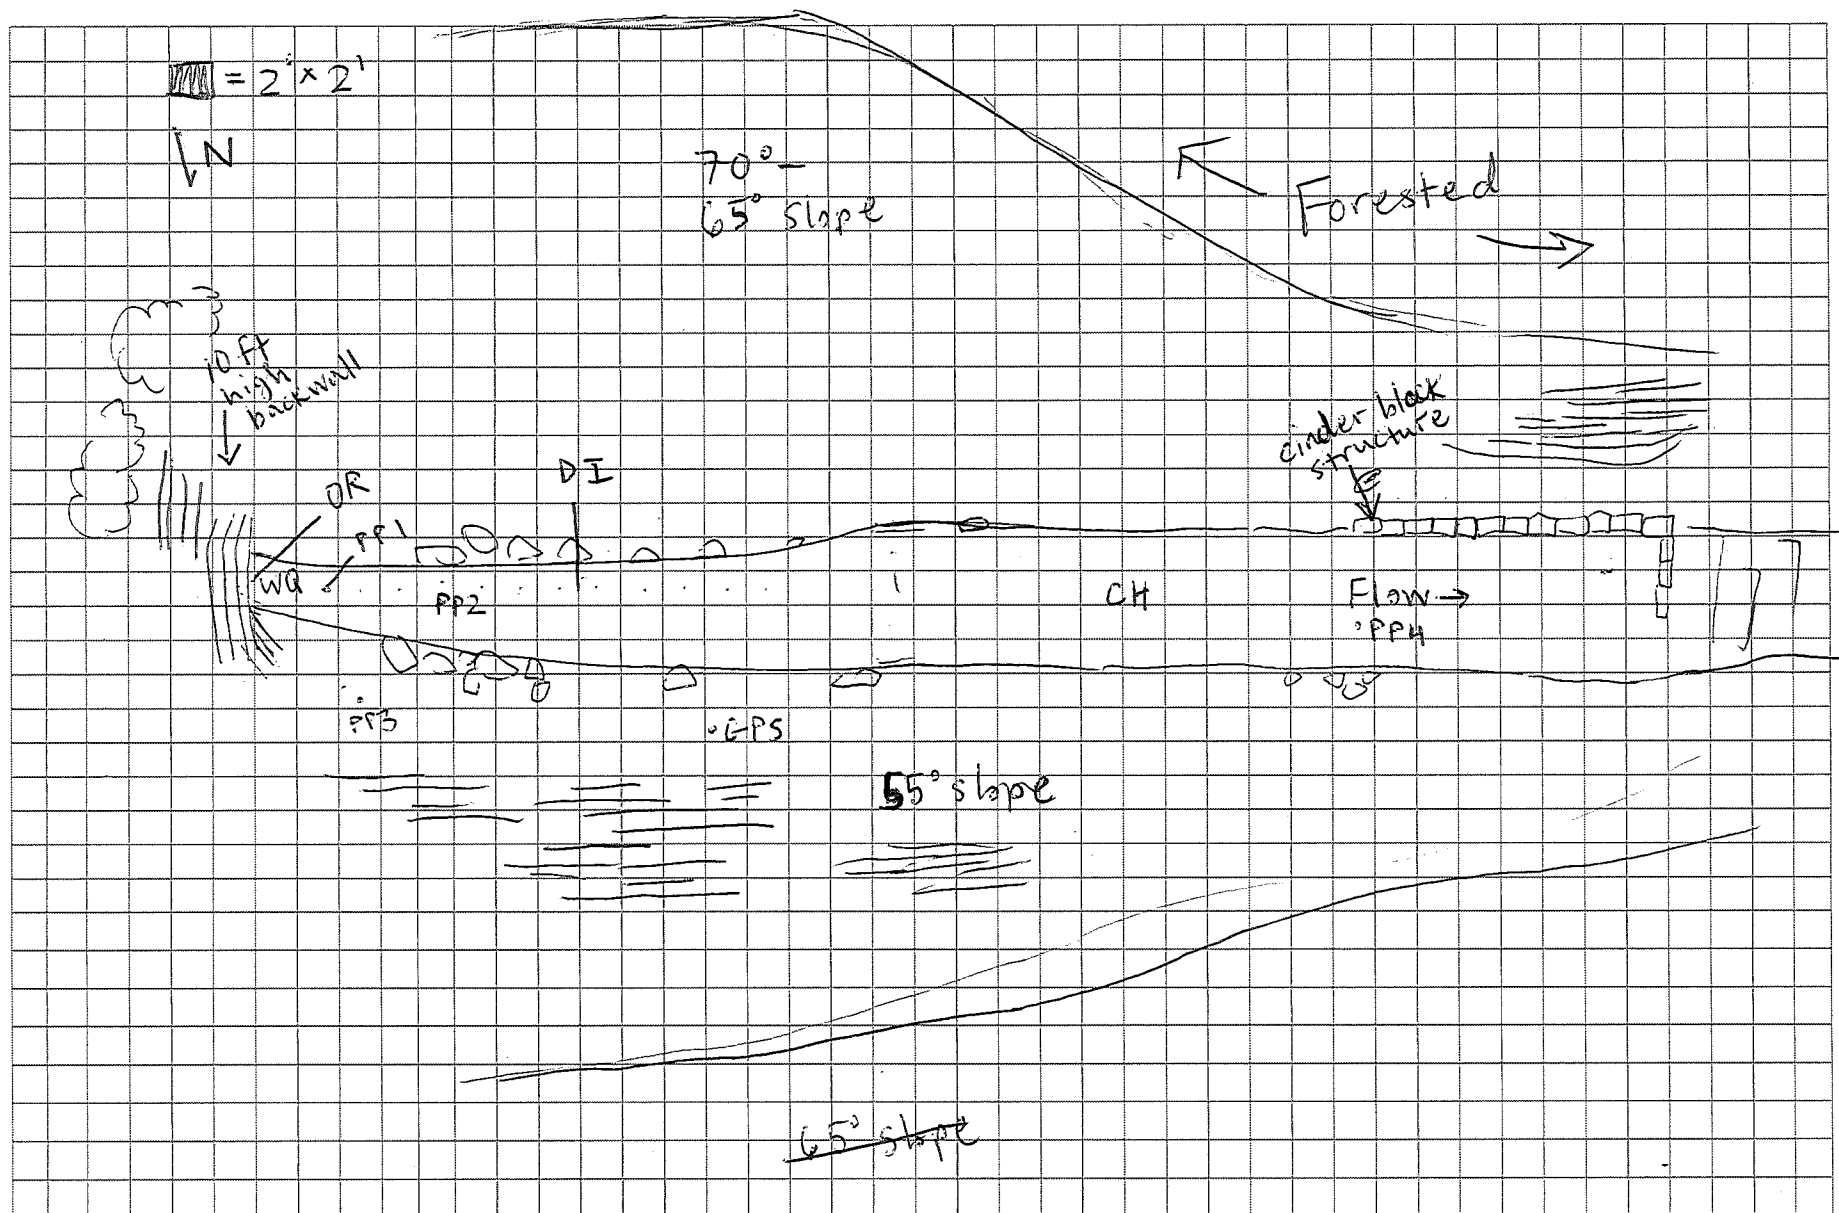 = 2' × 2'
N
70° -
65° slope
Forested
10 ft
high
backwall
cinder block
structure
OR
DI
PP1
WQ
PP2
CH
Flow →
PP4
PP3
GPS
55° slope
65° slope